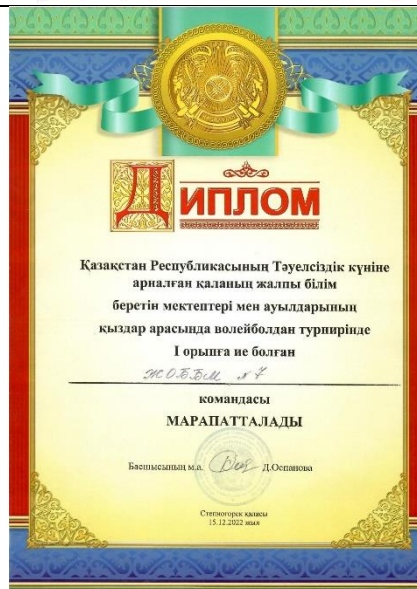 ДИПЛОМ
Қазақстан Республикасының Тәуелсіздік күніне
арналған қаланың жалпы білім
беретін мектептері мен ауылдарының
қыздар арасында волейболдан турнирінде
I орынға ие болған
ЖОББМ №7
командасы
МАРАПАТТАЛАДЫ
Басшысының м.а. Д.Оспанова
Степногорск қаласы
15.12.2022 жыл